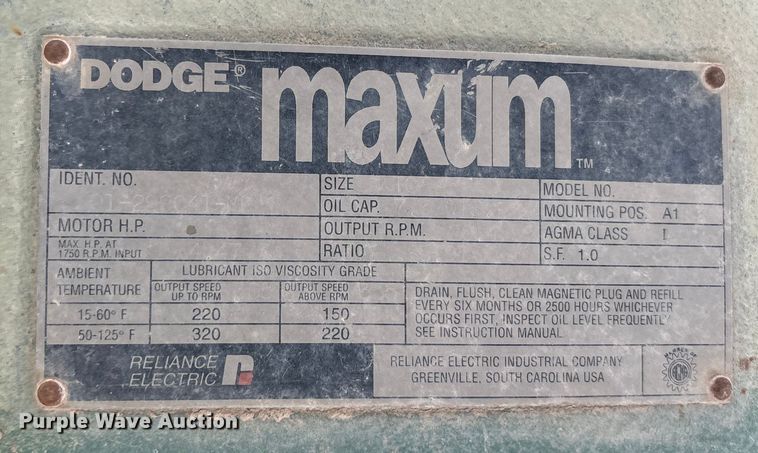 DODGE® maxum™
IDENT. NO.
SIZE
MODEL NO.
OIL CAP.
MOUNTING POS. A1
MOTOR H.P.
OUTPUT R.P.M.
AGMA CLASS I
MAX. H.P. AT
1750 R.P.M. INPUT
RATIO
S.F. 1.0
AMBIENT
TEMPERATURE
LUBRICANT ISO VISCOSITY GRADE
OUTPUT SPEED
UP TO RPM
OUTPUT SPEED
ABOVE RPM
15-60° F 220 150
50-125° F 320 220
DRAIN, FLUSH, CLEAN MAGNETIC PLUG AND REFILL
EVERY SIX MONTHS OR 2500 HOURS WHICHEVER
OCCURS FIRST, INSPECT OIL LEVEL FREQUENTLY
SEE INSTRUCTION MANUAL
RELIANCE
ELECTRIC
RELIANCE ELECTRIC INDUSTRIAL COMPANY
GREENVILLE, SOUTH CAROLINA USA
MEMBER OF
Purple Wave Auction